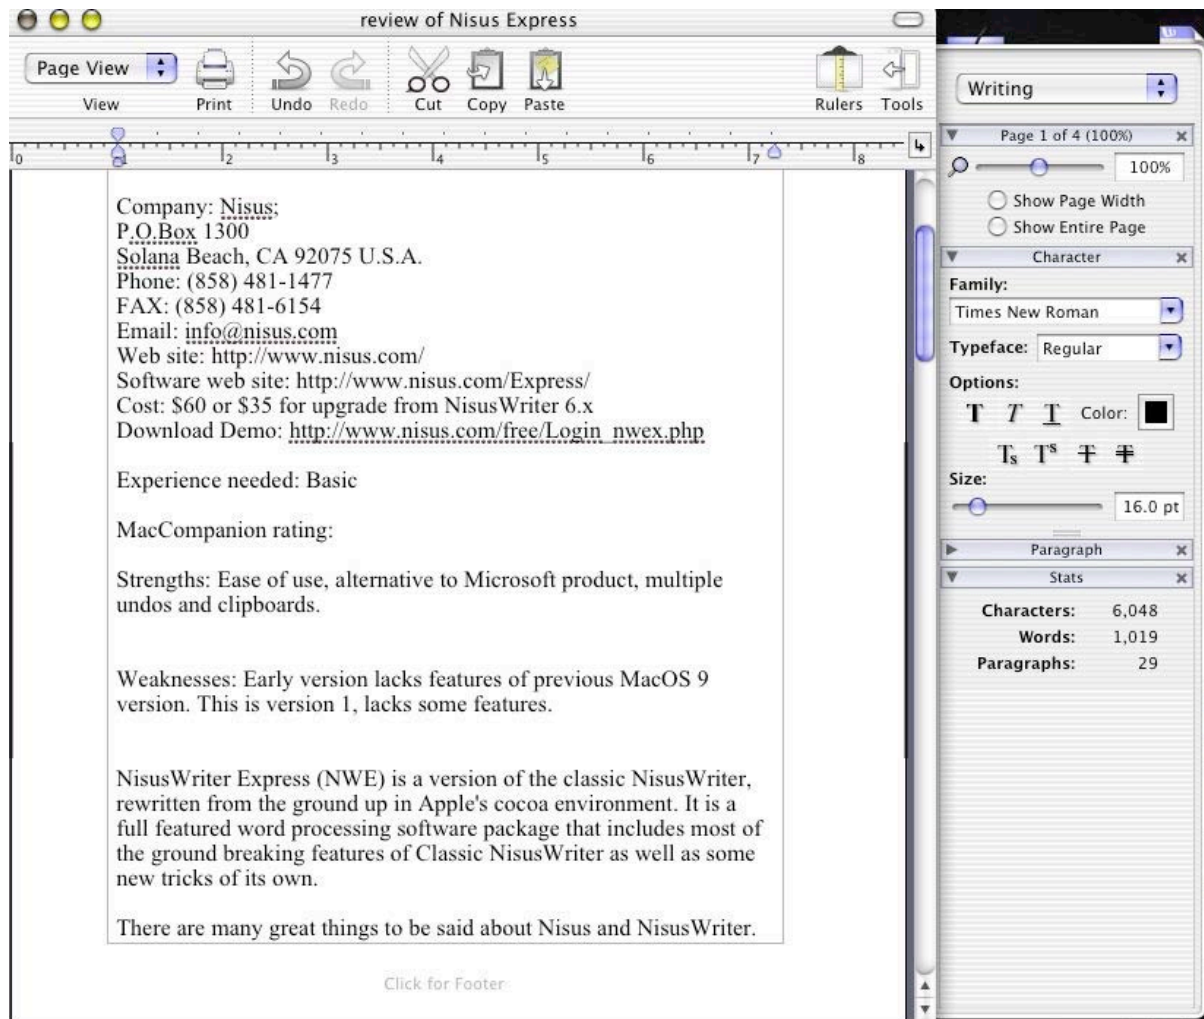 review of Nisus Express
Page View
View
Print
Undo
Redo
Cut
Copy
Paste
Rulers
Tools
0 1 2 3 4 5 6 7 8
Company: Nisus;
P.O.Box 1300
Solana Beach, CA 92075 U.S.A.
Phone: (858) 481-1477
FAX: (858) 481-6154
Email: info@nisus.com
Web site: http://www.nisus.com/
Software web site: http://www.nisus.com/Express/
Cost: $60 or $35 for upgrade from NisusWriter 6.x
Download Demo: http://www.nisus.com/free/Login_nwex.php
Experience needed: Basic
MacCompanion rating:
Strengths: Ease of use, alternative to Microsoft product, multiple
undos and clipboards.
Weaknesses: Early version lacks features of previous MacOS 9
version. This is version 1, lacks some features.
NisusWriter Express (NWE) is a version of the classic NisusWriter,
rewritten from the ground up in Apple's cocoa environment. It is a
full featured word processing software package that includes most of
the ground breaking features of Classic NisusWriter as well as some
new tricks of its own.
There are many great things to be said about Nisus and NisusWriter.
Click for Footer
Writing
Page 1 of 4 (100%)
100%
Show Page Width
Show Entire Page
Character
Family:
Times New Roman
Typeface: Regular
Options:
T T T Color:
Ts Ts T T
Size:
16.0 pt
Paragraph
Stats
Characters: 6,048
Words: 1,019
Paragraphs: 29